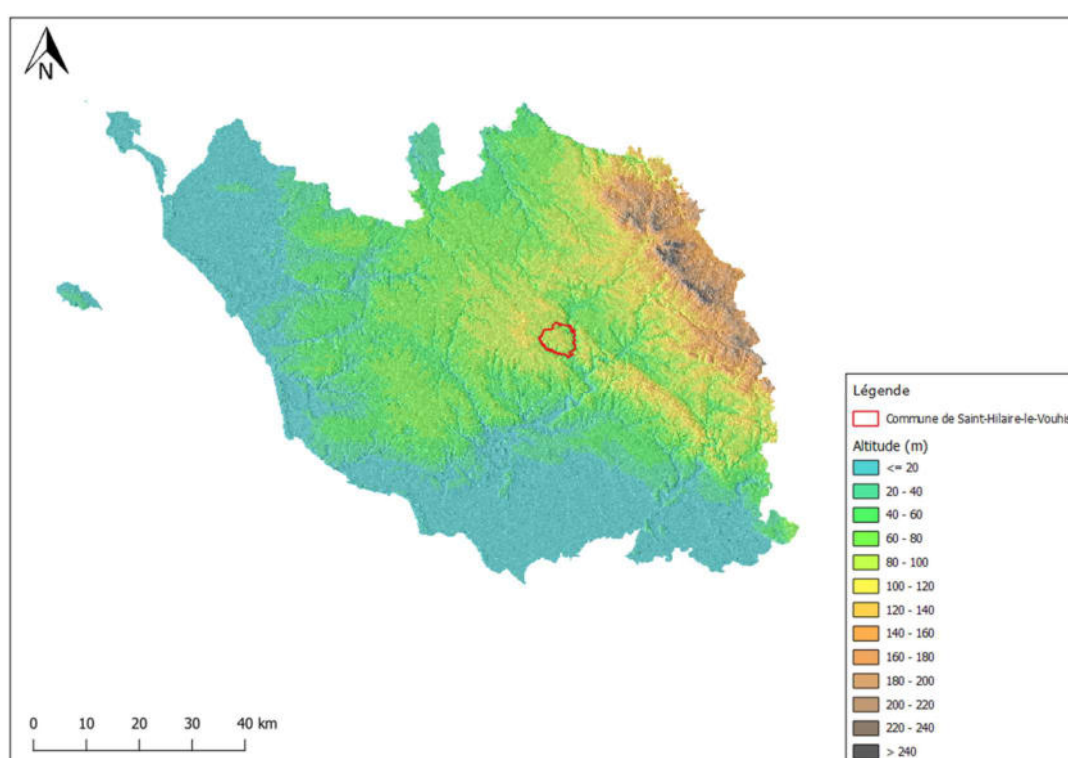 N
Légende
Commune de Saint-Hilaire-le-Vouhis
Altitude (m)
<= 20
20 - 40
40 - 60
60 - 80
80 - 100
100 - 120
120 - 140
140 - 160
160 - 180
180 - 200
200 - 220
220 - 240
> 240
0 10 20 30 40 km